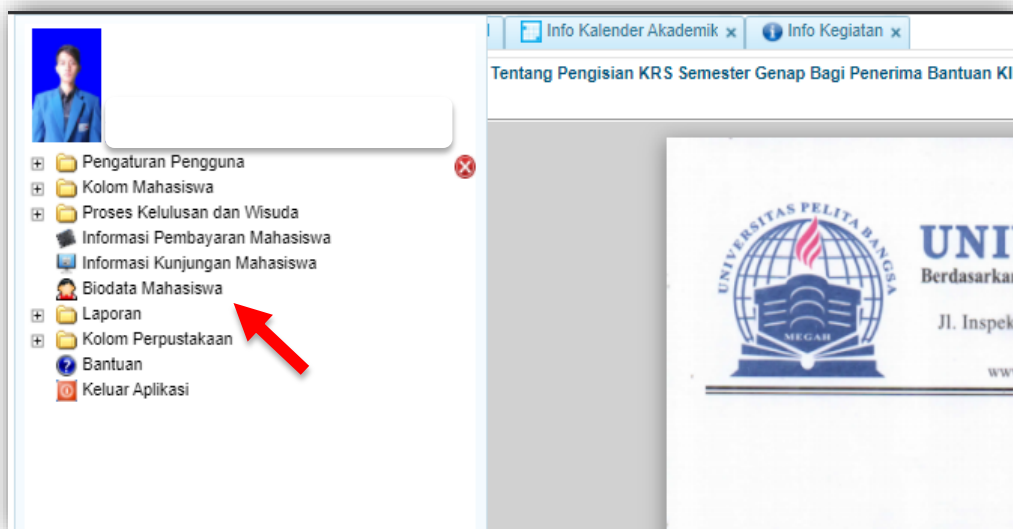 Info Kalender Akademik x
Info Kegiatan x
Tentang Pengisian KRS Semester Genap Bagi Penerima Bantuan KI
Pengaturan Pengguna
Kolom Mahasiswa
Proses Kelulusan dan Wisuda
Informasi Pembayaran Mahasiswa
Informasi Kunjungan Mahasiswa
Biodata Mahasiswa
Laporan
Kolom Perpustakaan
Bantuan
Keluar Aplikasi
UNIVERSITAS PELITA BANGSA
MEGAH
UNI
Berdasarkan
Jl. Inspek
www